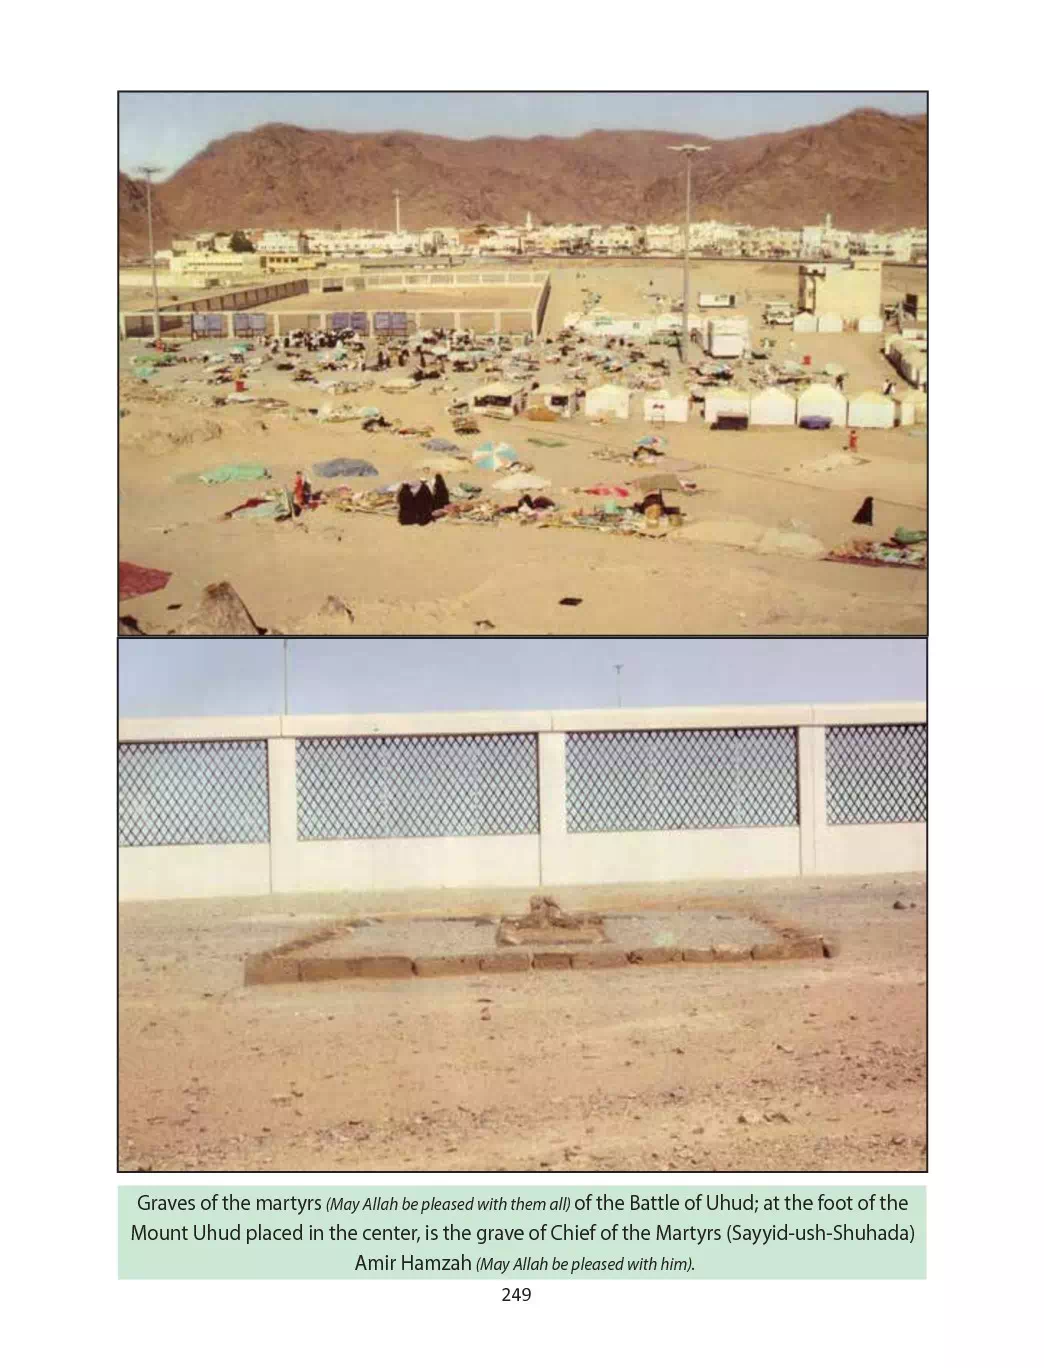 Graves of the martyrs (May Allah be pleased with them all) of the Battle of Uhud; at the foot of the
Mount Uhud placed in the center, is the grave of Chief of the Martyrs (Sayyid-ush-Shuhada)
Amir Hamzah (May Allah be pleased with him).
249